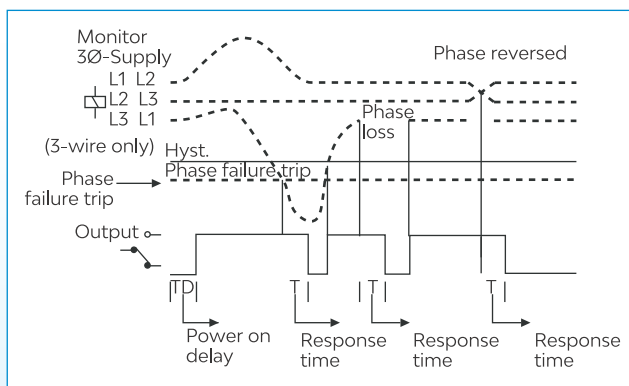 Monitor
3Ø-Supply
L1 L2
L2 L3
L3 L1
(3-wire only)
Phase reversed
Phase
loss
Hyst.
Phase failure trip
Phase
failure trip
Output
TD
T
T
T
Power on
delay
Response
time
Response
time
Response
time